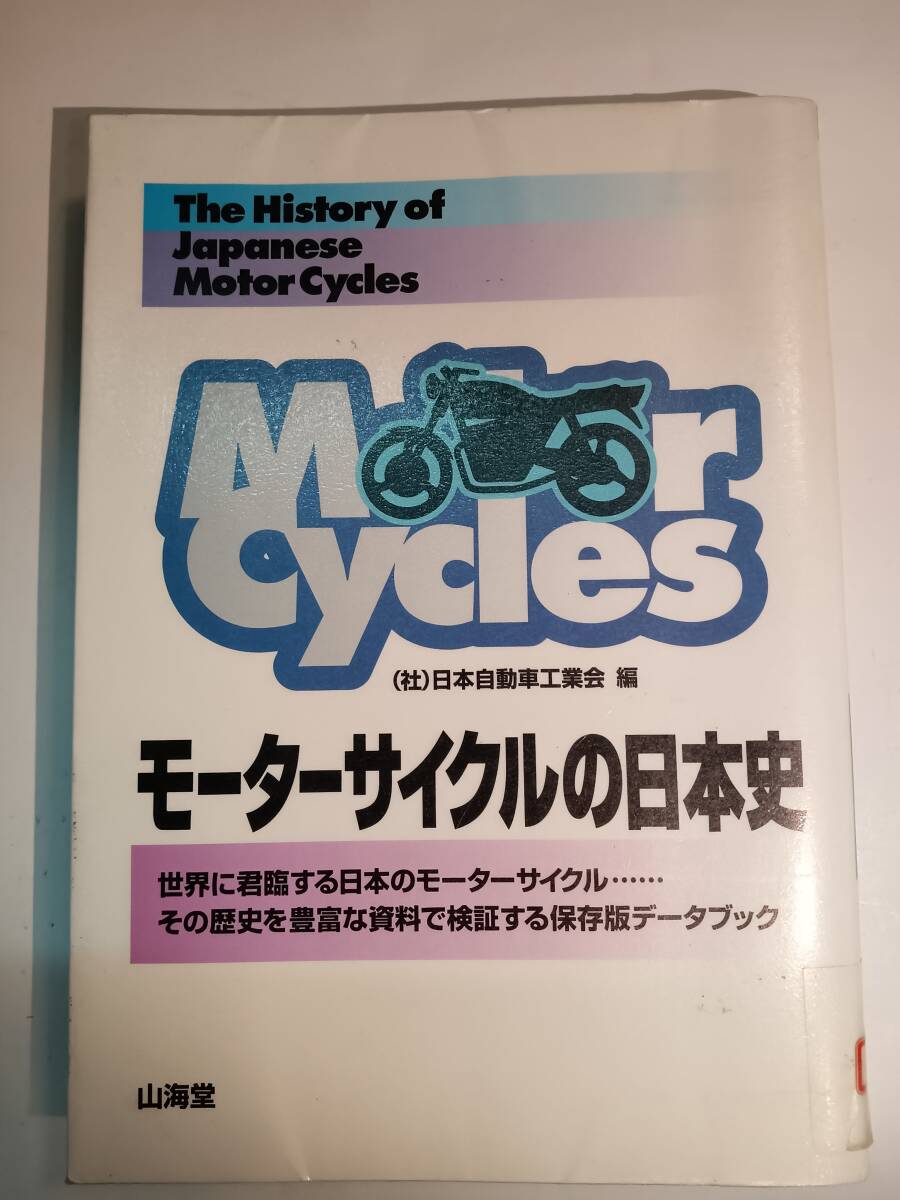 The History of
Japanese
Motor Cycles
Motor
Cycles
(社)日本自動車工業会 編
モーターサイクルの日本史
世界に君臨する日本のモーターサイクル……
その歴史を豊富な資料で検証する保存版データブック
山海堂